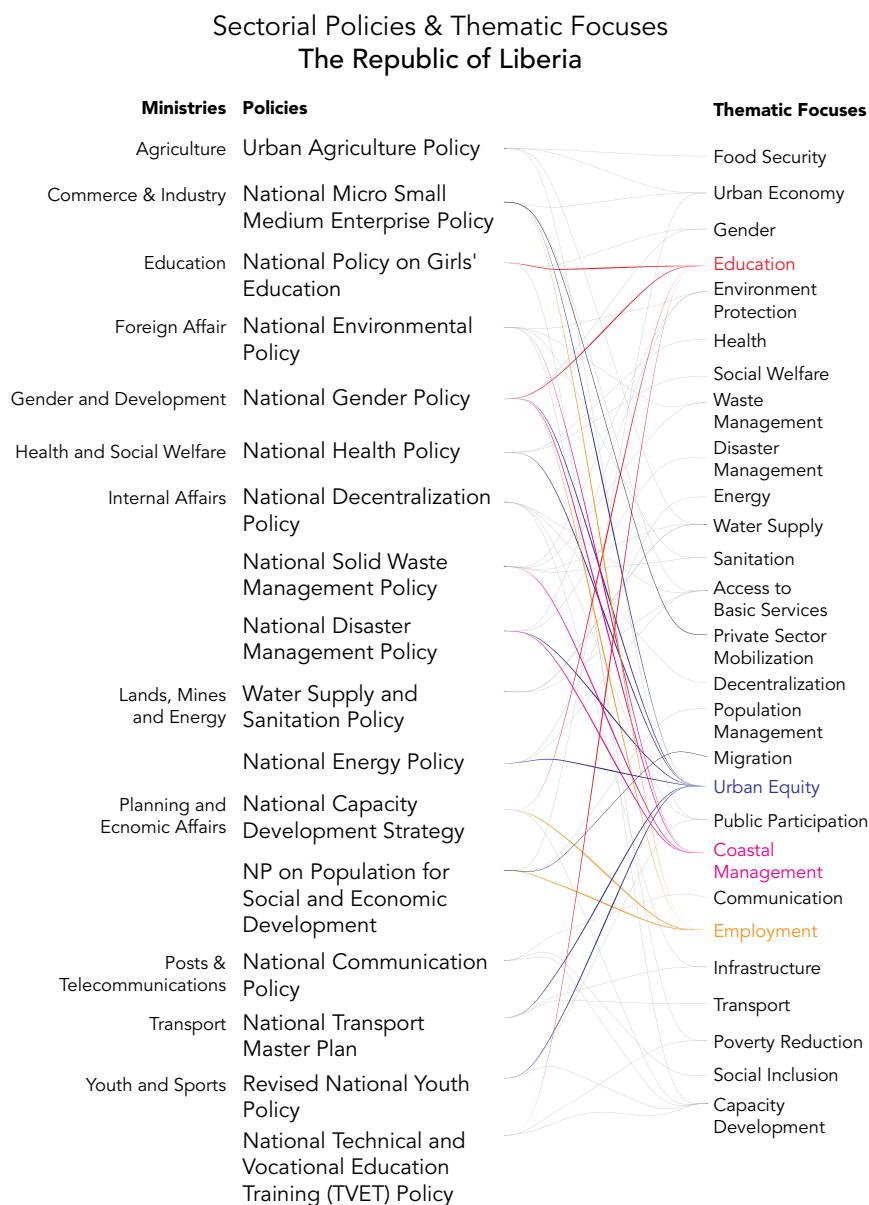 Sectorial Policies & Thematic Focuses
The Republic of Liberia
Ministries
Policies
Thematic Focuses
Agriculture
Urban Agriculture Policy
Commerce & Industry
National Micro Small
Medium Enterprise Policy
Education
National Policy on Girls'
Education
Foreign Affair
National Environmental
Policy
Gender and Development
National Gender Policy
Health and Social Welfare
National Health Policy
Internal Affairs
National Decentralization
Policy
National Solid Waste
Management Policy
National Disaster
Management Policy
Lands, Mines
and Energy
Water Supply and
Sanitation Policy
National Energy Policy
Planning and
Ecnomic Affairs
National Capacity
Development Strategy
NP on Population for
Social and Economic
Development
Posts &
Telecommunications
National Communication
Policy
Transport
National Transport
Master Plan
Youth and Sports
Revised National Youth
Policy
National Technical and
Vocational Education
Training (TVET) Policy
Food Security
Urban Economy
Gender
Education
Environment
Protection
Health
Social Welfare
Waste
Management
Disaster
Management
Energy
Water Supply
Sanitation
Access to
Basic Services
Private Sector
Mobilization
Decentralization
Population
Management
Migration
Urban Equity
Public Participation
Coastal
Management
Communication
Employment
Infrastructure
Transport
Poverty Reduction
Social Inclusion
Capacity
Development